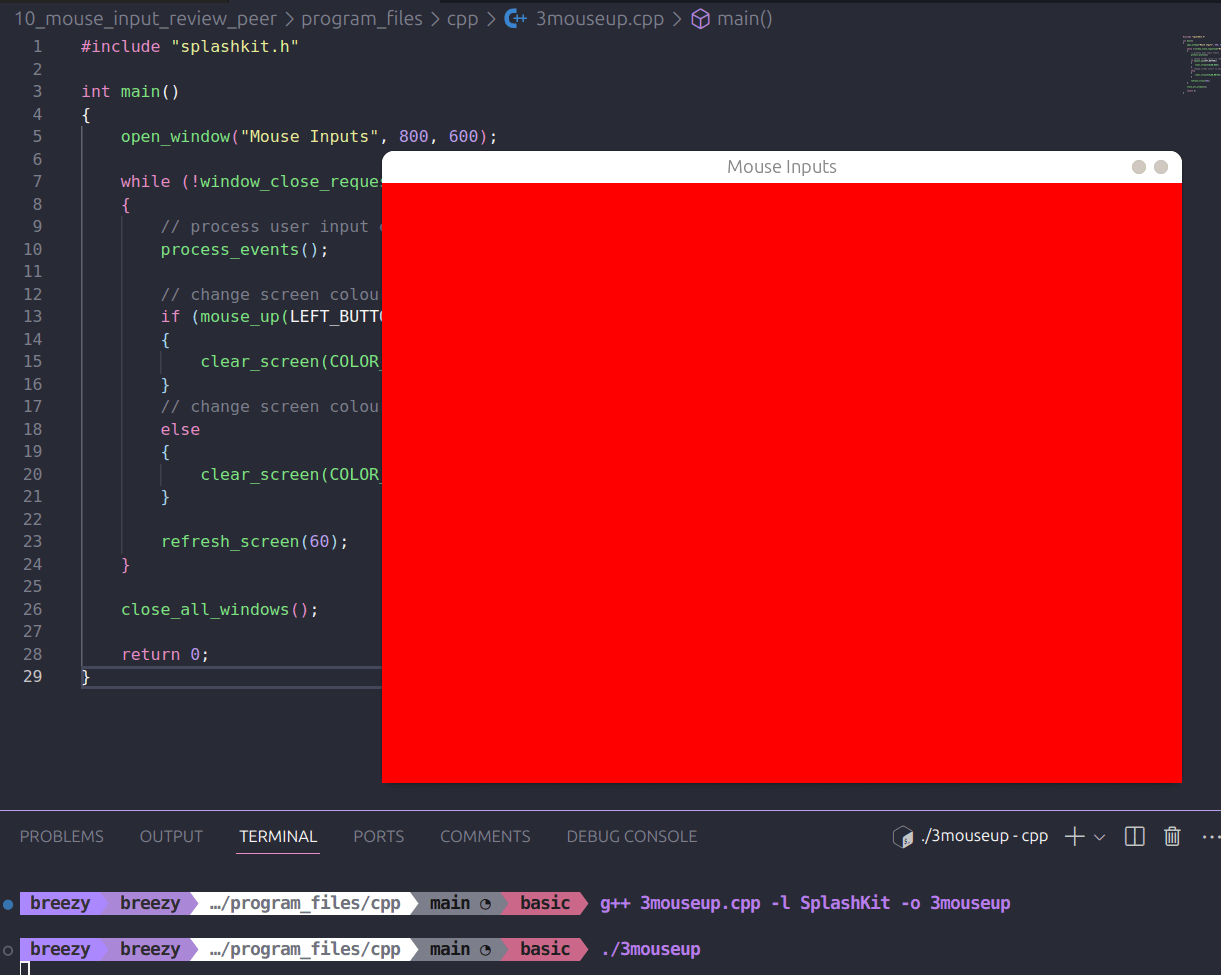 10_mouse_input_review_peer > program_files > cpp > 3mouseup.cpp > main()
1 #include "splashkit.h"
2
3 int main()
4 {
5 open_window("Mouse Inputs", 800, 600);
6
7 while (!window_close_reques
8 {
9 // process user input
10 process_events();
11
12 // change screen colou
13 if (mouse_up(LEFT_BUTTO
14 {
15 clear_screen(COLOR_
16 }
17 // change screen colou
18 else
19 {
20 clear_screen(COLOR_
21 }
22
23 refresh_screen(60);
24 }
25
26 close_all_windows();
27
28 return 0;
29 }
Mouse Inputs
PROBLEMS OUTPUT TERMINAL PORTS COMMENTS DEBUG CONSOLE ./3mouseup - cpp
breezy breezy …/program_files/cpp main basic g++ 3mouseup.cpp -l SplashKit -o 3mouseup
breezy breezy …/program_files/cpp main basic ./3mouseup